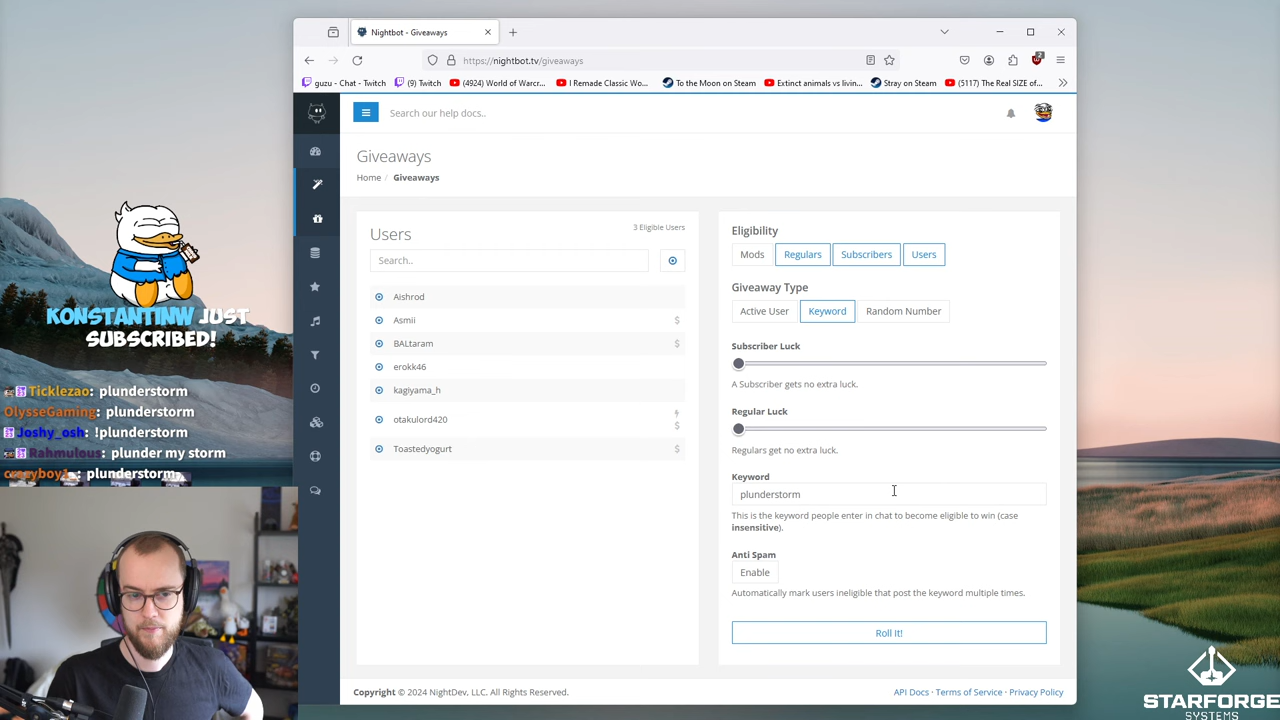 Nightbot - Giveaways
https://nightbot.tv/giveaways
2
guzu - Chat - Twitch
(9) Twitch
(4924) World of Warcr...
I Remade Classic Wo...
To the Moon on Steam
Extinct animals vs livin...
Stray on Steam
(5117) The Real SIZE of...
Search our help docs..
Giveaways
Home / Giveaways
Users
3 Eligible Users
Search..
Aishrod
Asmii $
BALtaram $
erokk46
kagiyama_h
otakulord420 $
Toastedyogurt $
Eligibility
Mods Regulars Subscribers Users
Giveaway Type
Active User Keyword Random Number
Subscriber Luck
A Subscriber gets no extra luck.
Regular Luck
Regulars get no extra luck.
Keyword
plunderstorm
This is the keyword people enter in chat to become eligible to win (case
insensitive).
Anti Spam
Enable
Automatically mark users ineligible that post the keyword multiple times.
Roll It!
Copyright © 2024 NightDev, LLC. All Rights Reserved.
API Docs · Terms of Service · Privacy Policy
KONSTANTINW JUST
SUBSCRIBED!
Ticklezao: plunderstorm
OlysseGaming: plunderstorm
Joshy_osh: !plunderstorm
Rahmulous: plunder my storm
crazyboy1_: plunderstorm
STARFORGE
SYSTEMS